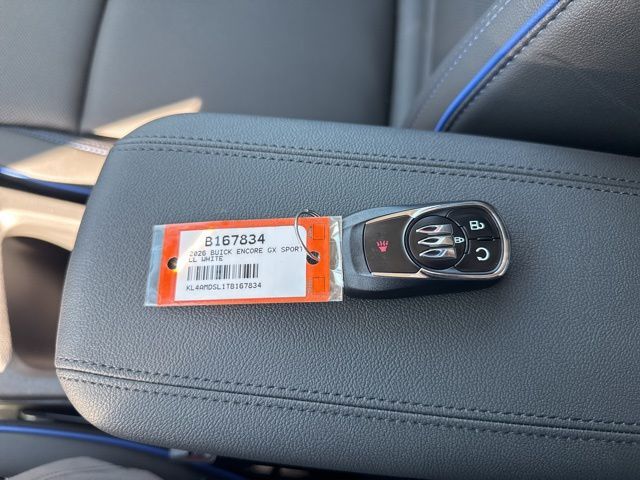 B167834
2026 BUICK ENCORE GX SPORT
LL WHITE
KL4AMDSL1TB167834